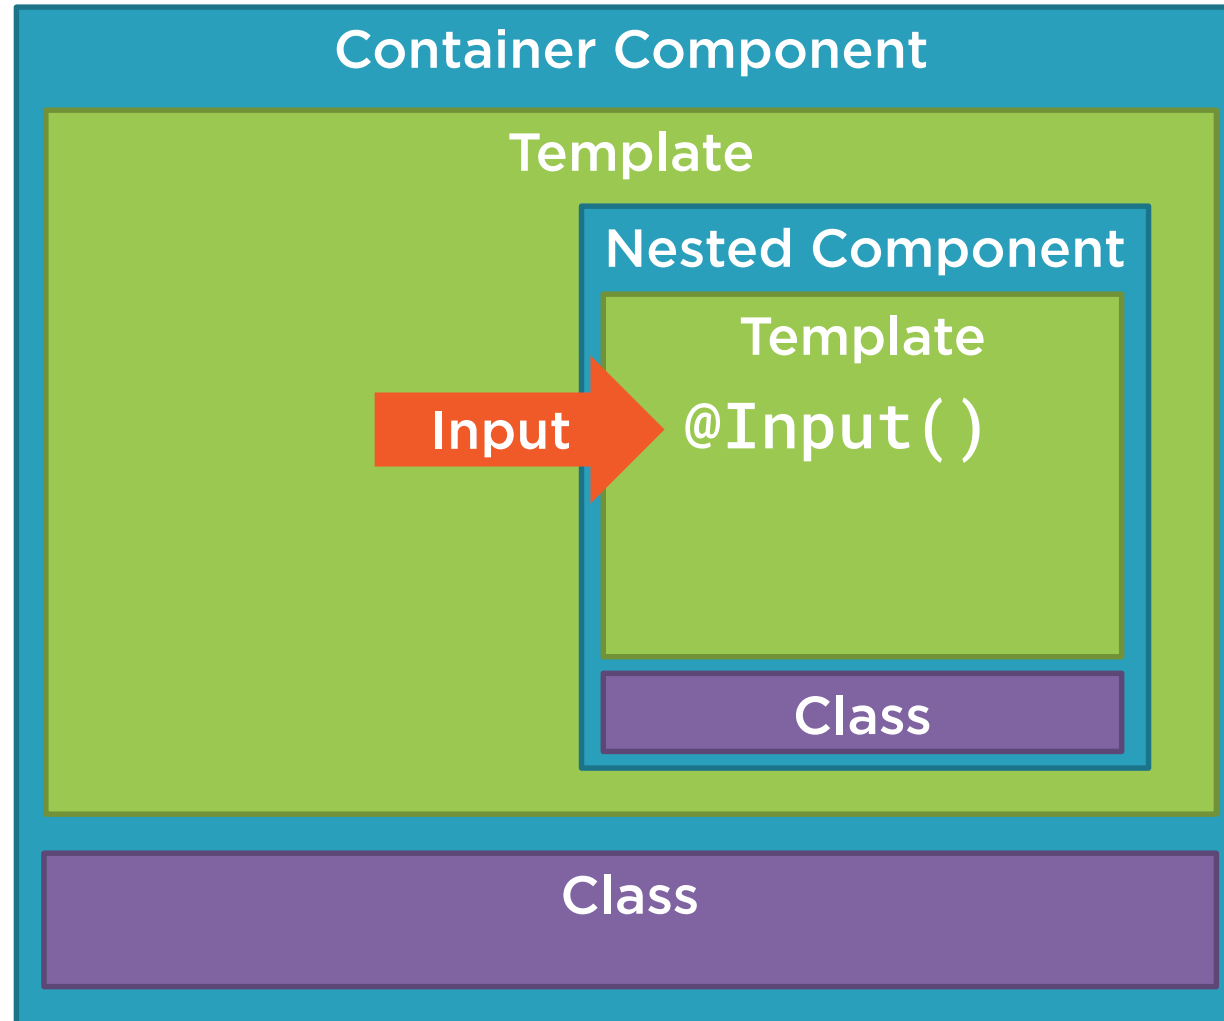 Container Component
Template
Nested Component
Template
Input
@Input()
Class
Class